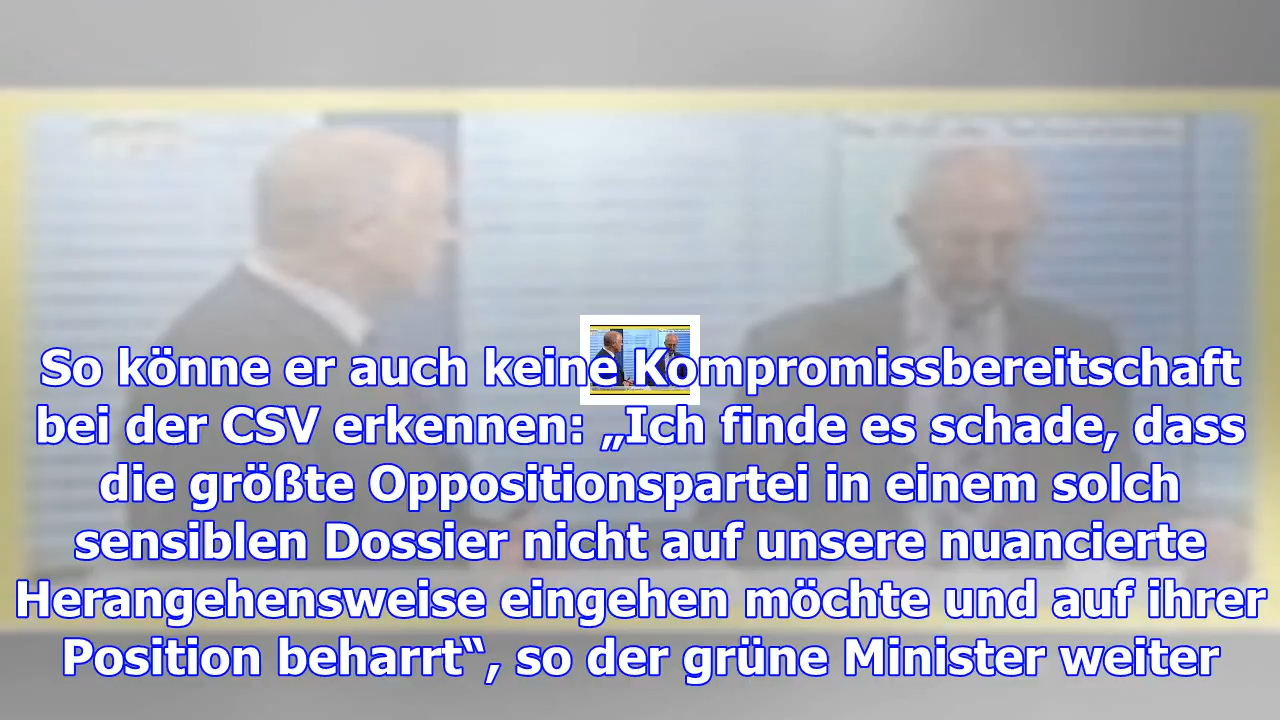 So könne er auch keine Kompromissbereitschaft
bei der CSV erkennen: „Ich finde es schade, dass
die größte Oppositionspartei in einem solch
sensiblen Dossier nicht auf unsere nuancierte
Herangehensweise eingehen möchte und auf ihrer
Position beharrt“, so der grüne Minister weiter